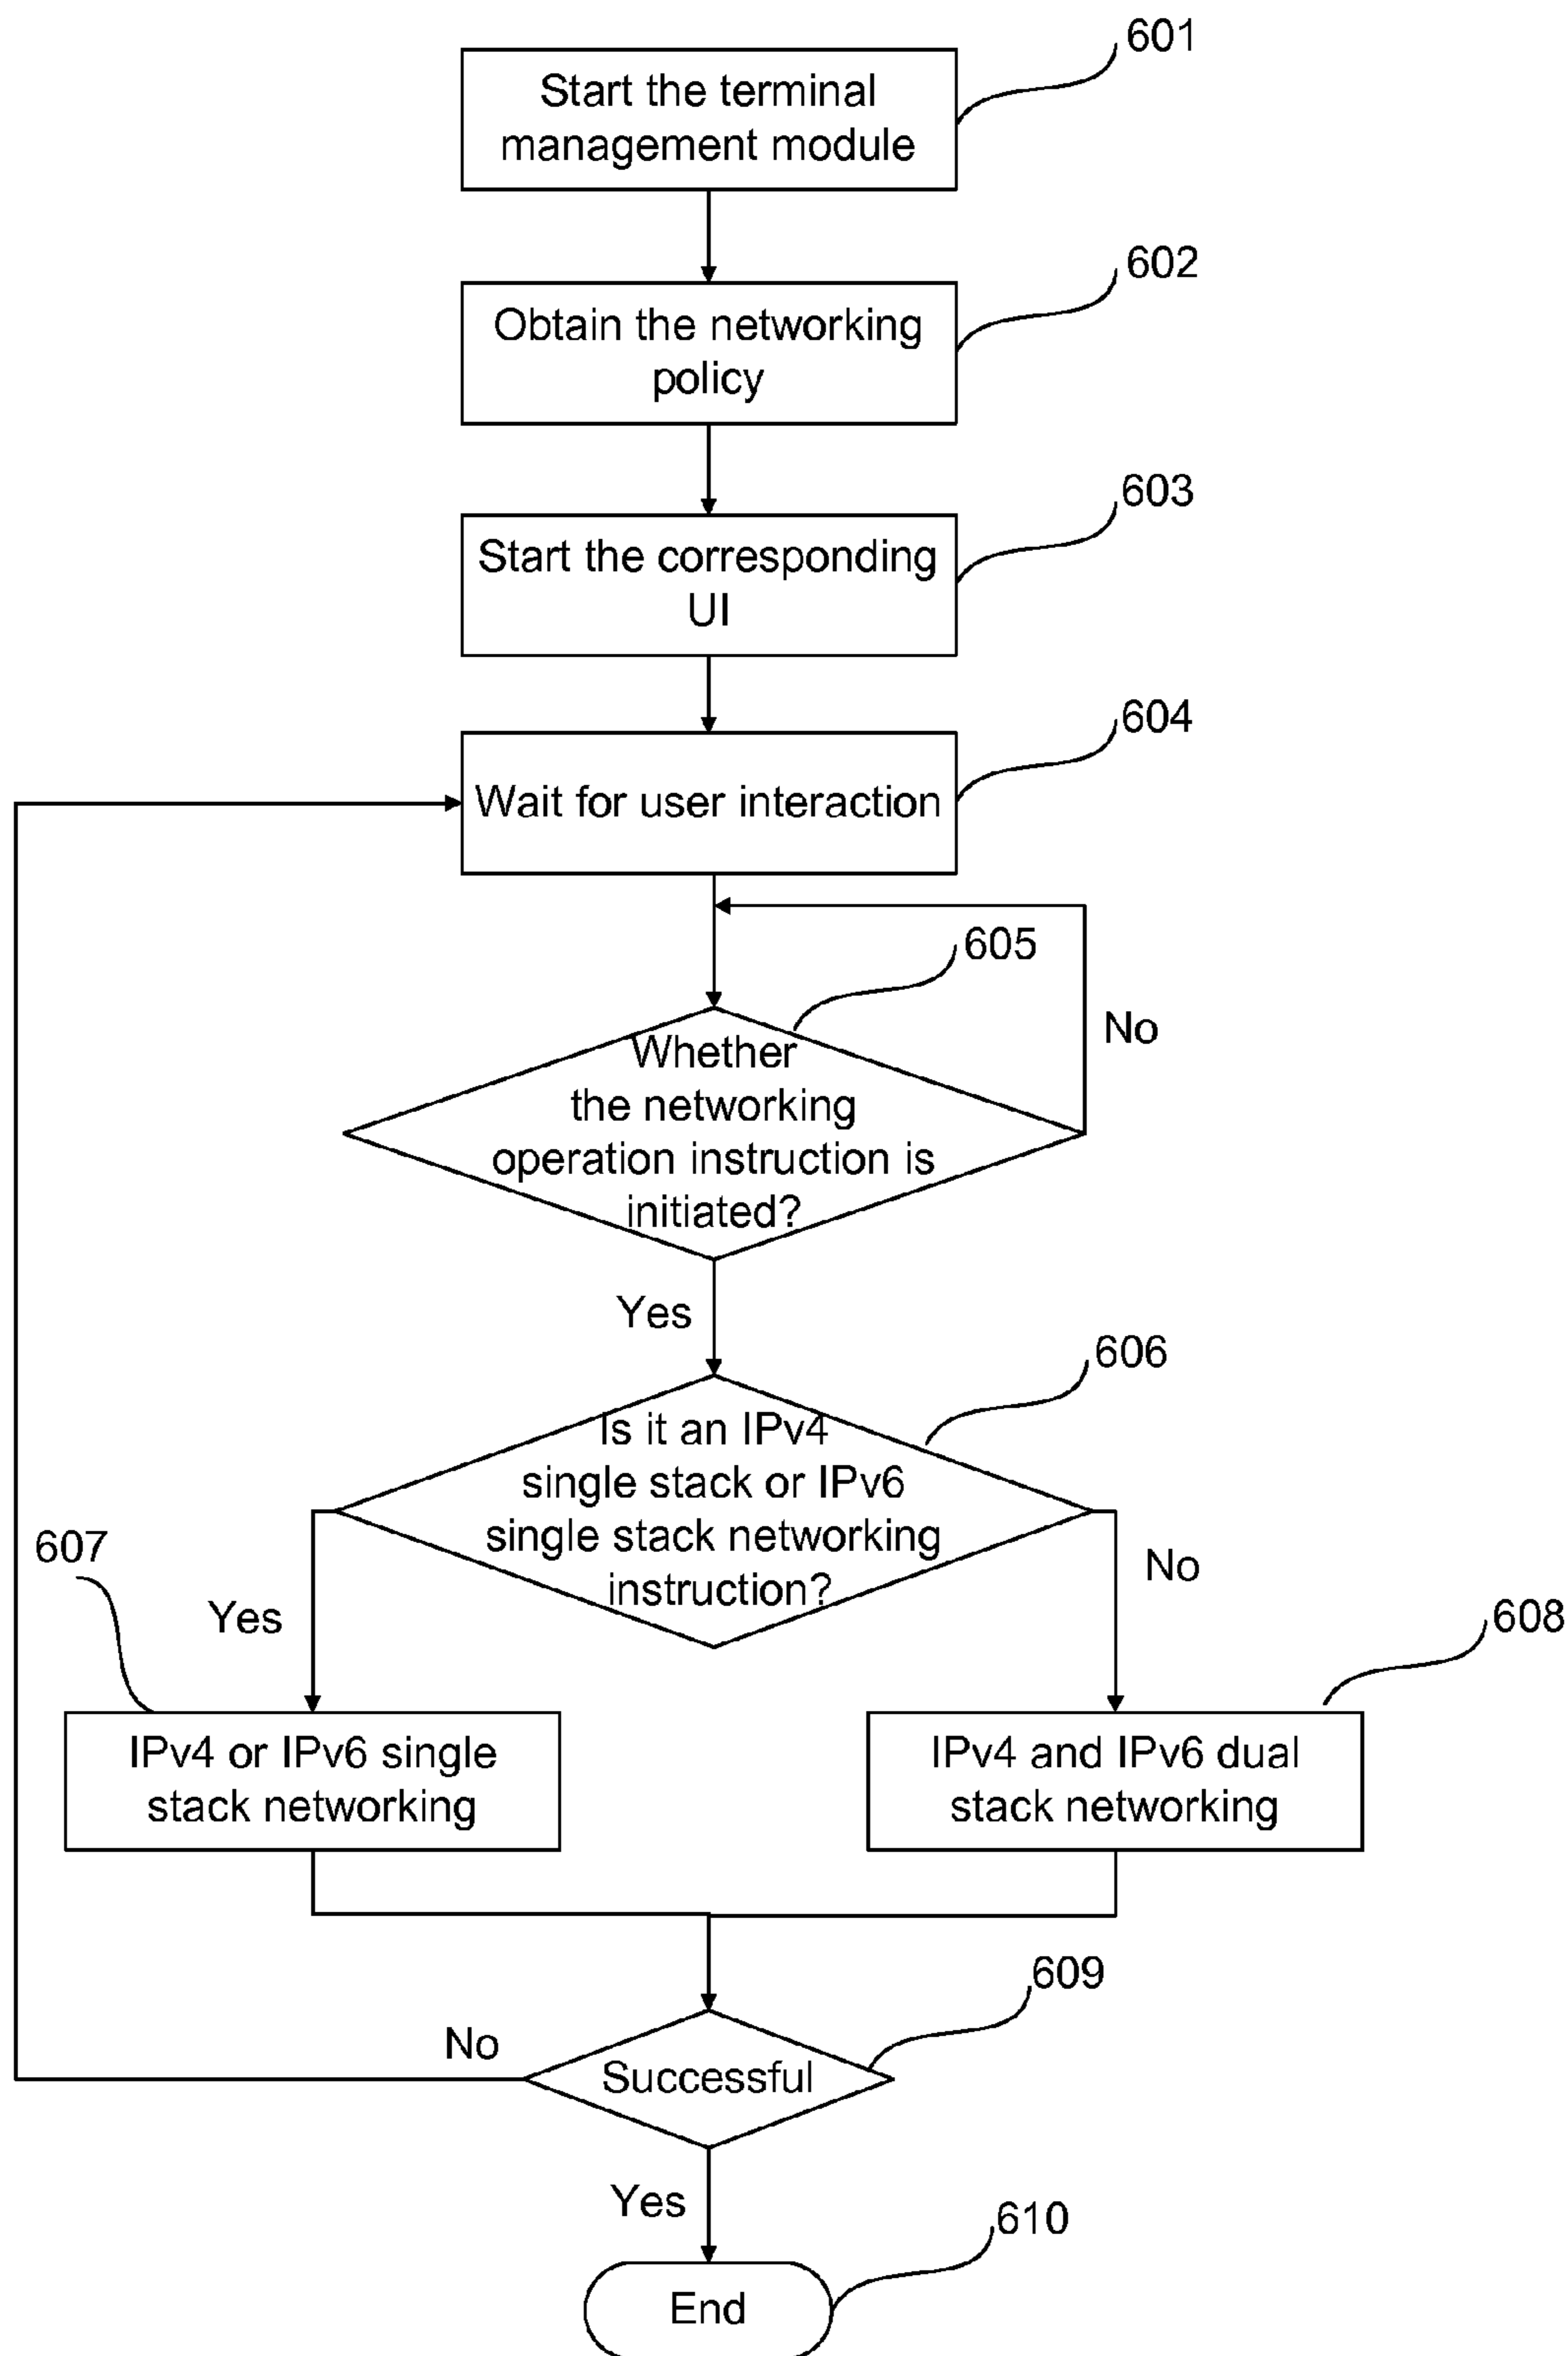 601
Start the terminal
management module
602
Obtain the networking
policy
603
Start the corresponding
UI
604
Wait for user interaction
605
No
Whether
the networking
operation instruction is
initiated?
Yes
606
Is it an IPv4
single stack or IPv6
single stack networking
instruction?
607
No
Yes
608
IPv4 or IPv6 single
stack networking
IPv4 and IPv6 dual
stack networking
609
No
Successful
Yes
610
End